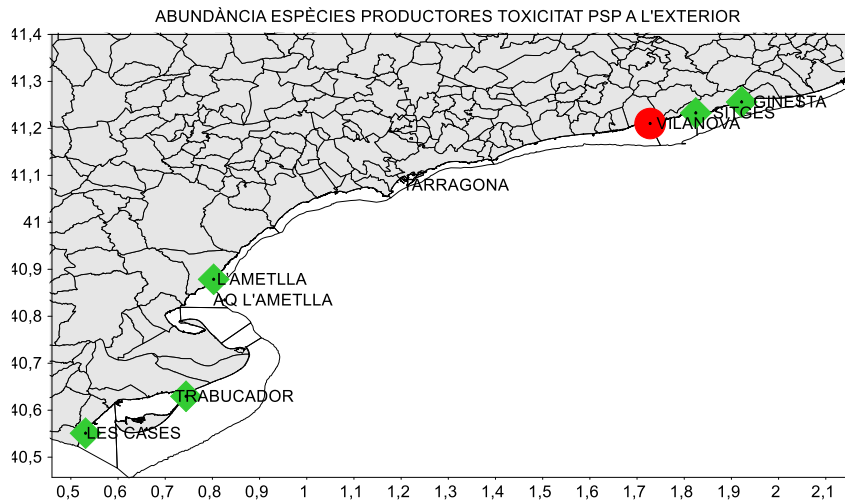 ABUNDÀNCIA ESPÈCIES PRODUCTORES TOXICITAT PSP A L'EXTERIOR
41,4
41,3
41,2
41,1
41
40,9
40,8
40,7
40,6
40,5
GINESTA
SITGES
VILANOVA
TARRAGONA
L'AMETLLA
AQ L'AMETLLA
TRABUCADOR
LES CASES
0,5 0,6 0,7 0,8 0,9 1 1,1 1,2 1,3 1,4 1,5 1,6 1,7 1,8 1,9 2 2,1